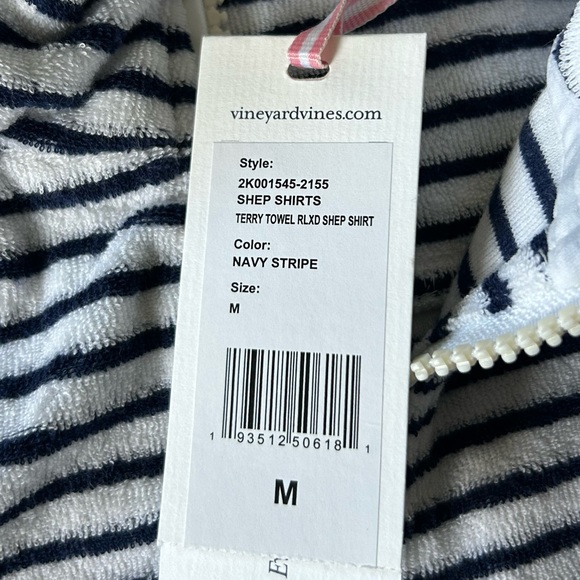 vineyardvines.com
Style:
2K001545-2155
SHEP SHIRTS
TERRY TOWEL RLXD SHEP SHIRT
Color:
NAVY STRIPE
Size:
M
1 93512 50618 1
M